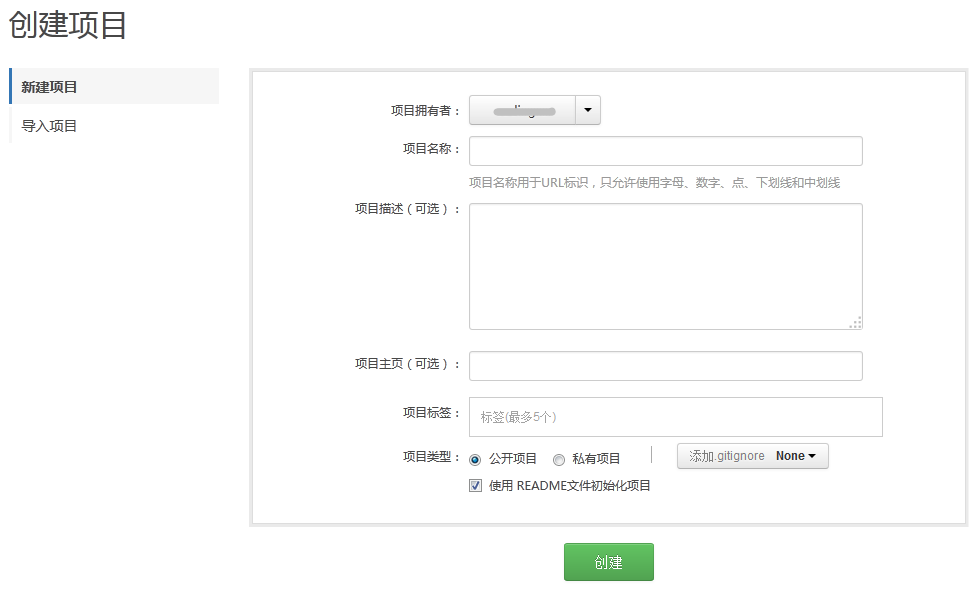 创建项目
新建项目
导入项目
项目拥有者：
项目名称：
项目名称用于URL标识，只允许使用字母、数字、点、下划线和中划线
项目描述（可选）：
项目主页（可选）：
项目标签：
标签(最多5个)
项目类型： 公开项目 私有项目 添加.gitignore None
使用 README文件初始化项目
创建